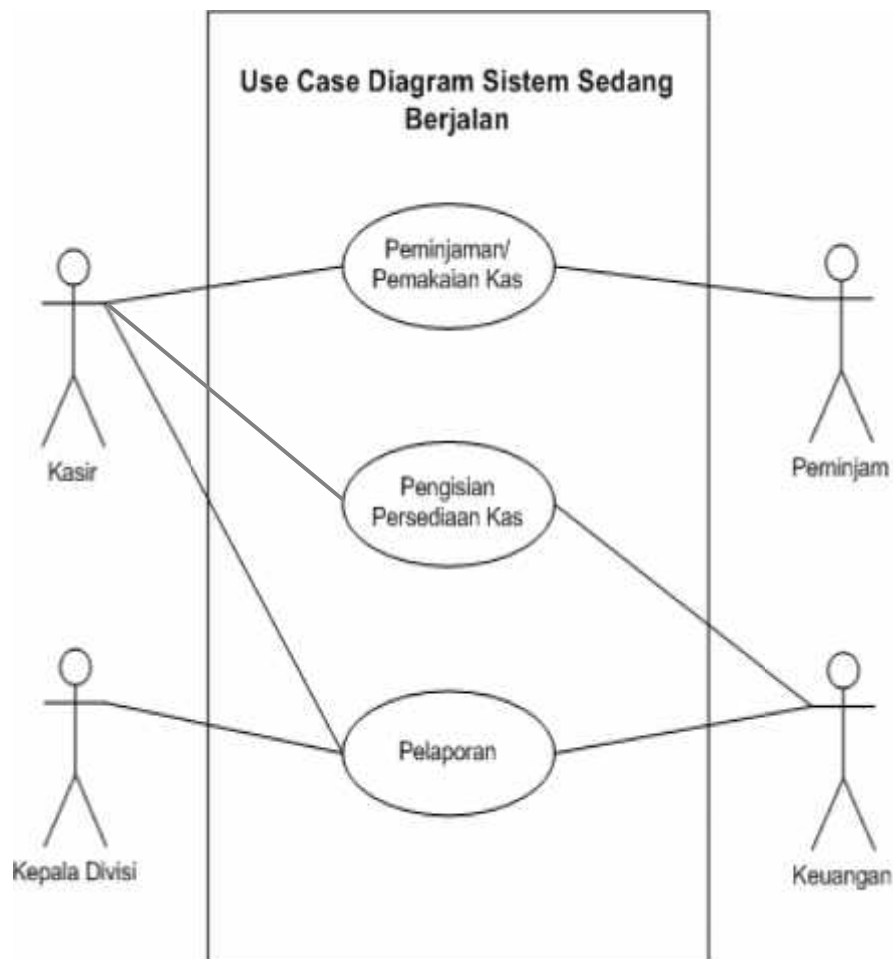 Use Case Diagram Sistem Sedang
Berjalan
Peminjaman/
Pemakaian Kas
Kasir
Peminjam
Pengisian
Persediaan Kas
Pelaporan
Kepala Divisi
Keuangan